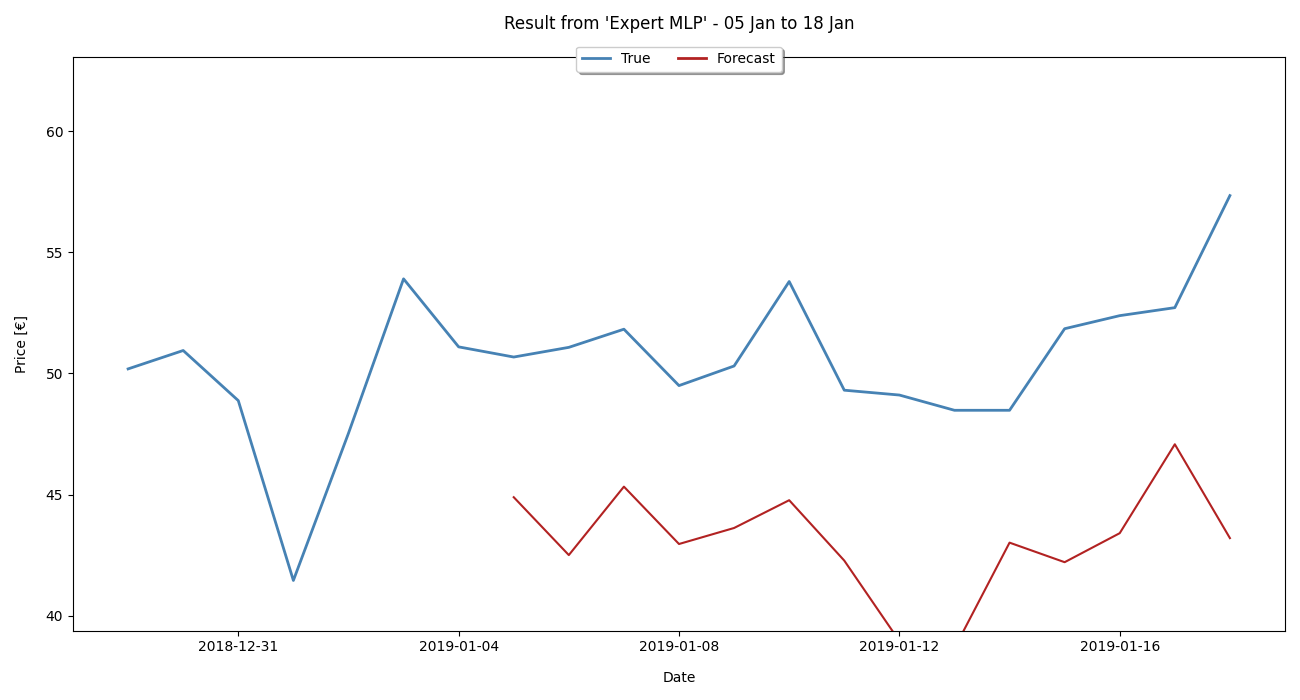 Result from 'Expert MLP' - 05 Jan to 18 Jan
True Forecast
60
55
50
45
40
Price [€]
2018-12-31 2019-01-04 2019-01-08 2019-01-12 2019-01-16
Date